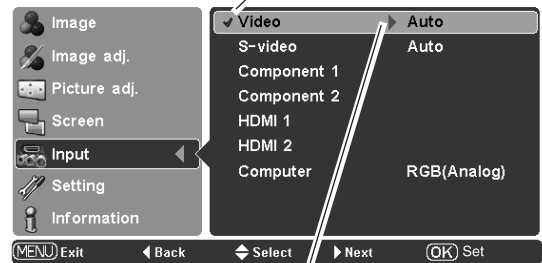 Image
Image adj.
Picture adj.
Screen
Input
Setting
Information
Video Auto
S-video Auto
Component 1
Component 2
HDMI 1
HDMI 2
Computer RGB(Analog)
MENU Exit Back Select Next OK Set